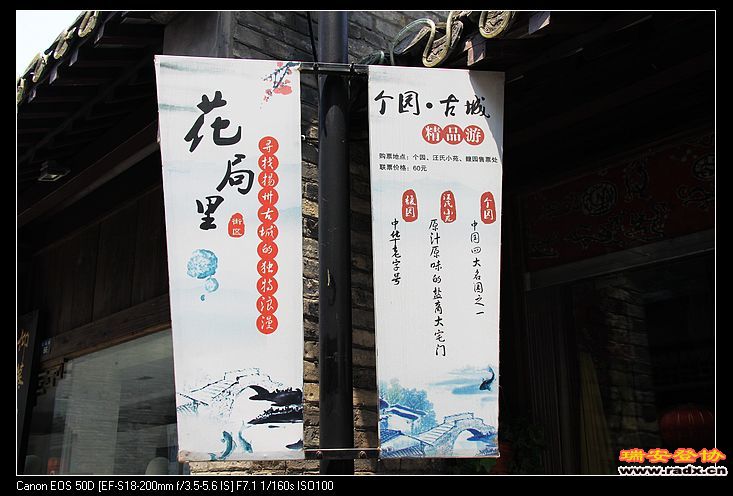 花局里
街区
寻找扬州古城的独特浪漫
个园·古城
精品游
购票地点：个园、汪氏小苑、馥园售票处
联票价格：60元
个园
中国四大名园之一
汪氏小苑
原汁原味的盐商大宅门
馥园
中华老字号
瑞安登协
www.radx.cn
Canon EOS 50D [EF-S18-200mm f/3.5-5.6 IS] F7.1 1/160s ISO100